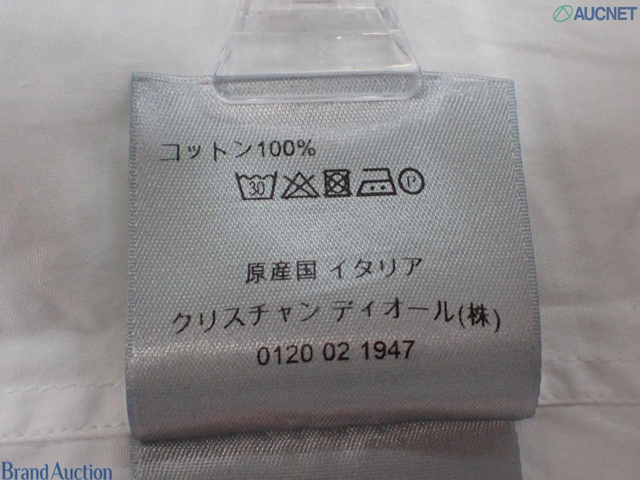 AUCNET
コットン100%
30 P
原産国 イタリア
クリスチャン ディオール(株)
0120 02 1947
Brand Auction